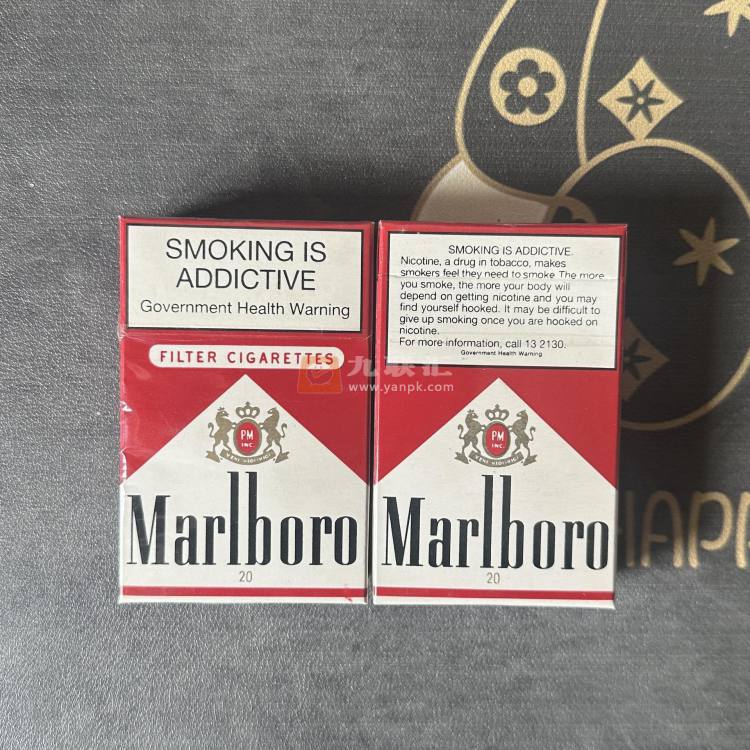 SMOKING IS
ADDICTIVE
Government Health Warning
FILTER CIGARETTES
PM
INC.
Marlboro
20
SMOKING IS ADDICTIVE.
Nicotine, a drug in tobacco, makes
smokers feel they need to smoke. The more
you smoke, the more your body will
depend on getting nicotine and you may
find yourself hooked. It may be difficult to
give up smoking once you are hooked on
nicotine.
For more information, call 13 2130.
Government Health Warning
PM
INC.
Marlboro
20
九联汇
www.yanpk.com
HAPP